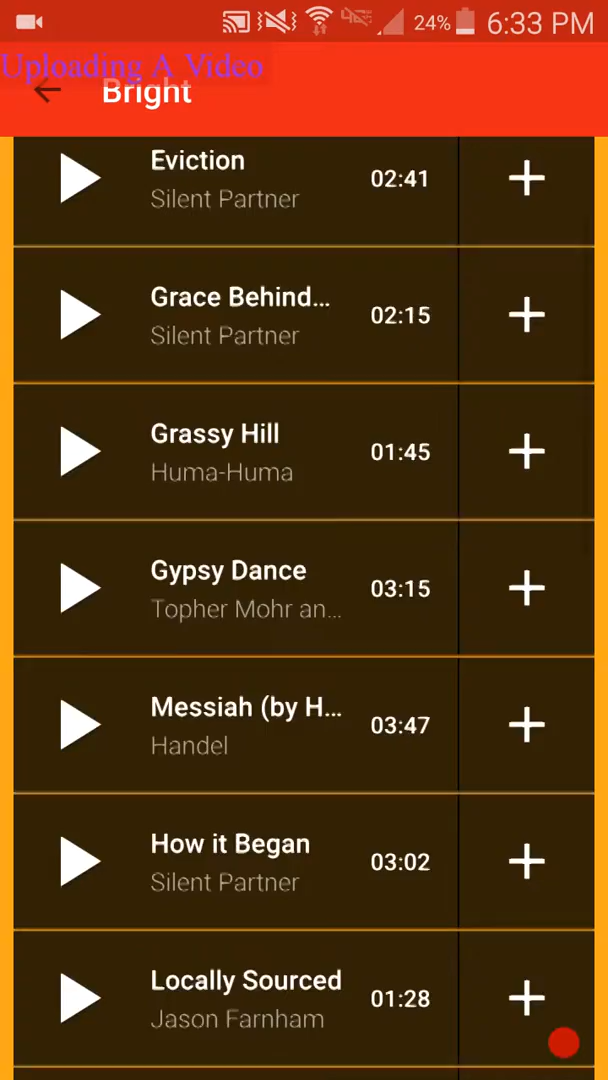 24% 6:33 PM
Uploading A Video
Bright
Eviction
Silent Partner
02:41
Grace Behind…
Silent Partner
02:15
Grassy Hill
Huma-Huma
01:45
Gypsy Dance
Topher Mohr an…
03:15
Messiah (by H…
Handel
03:47
How it Began
Silent Partner
03:02
Locally Sourced
Jason Farnham
01:28